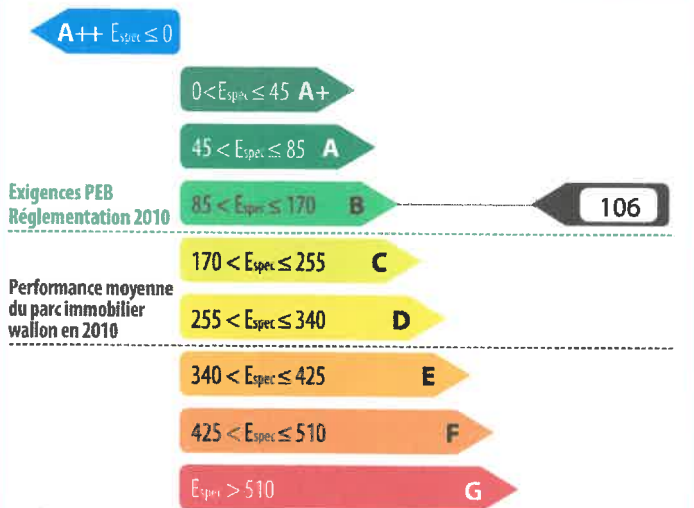 A++ Espec ≤ 0
0 < Espec ≤ 45 A+
45 < Espec ≤ 85 A
Exigences PEB
Réglementation 2010
85 < Espec ≤ 170 B
106
170 < Espec ≤ 255 C
Performance moyenne
du parc immobilier
wallon en 2010
255 < Espec ≤ 340 D
340 < Espec ≤ 425 E
425 < Espec ≤ 510 F
Espec > 510 G